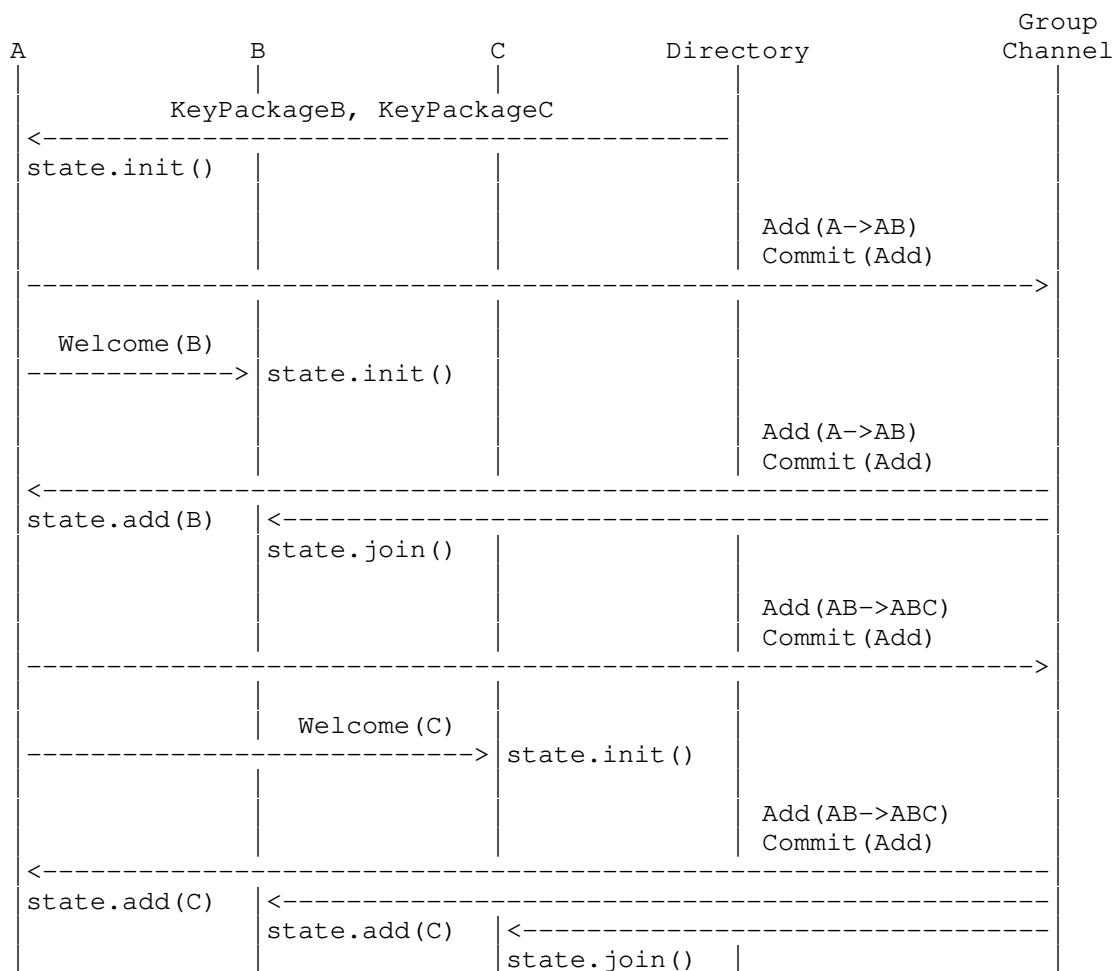 Group
A B C Directory Channel
KeyPackageB, KeyPackageC
state.init()
Add(A->AB)
Commit(Add)
Welcome(B)
state.init()
Add(A->AB)
Commit(Add)
state.add(B)
state.join()
Add(AB->ABC)
Commit(Add)
Welcome(C)
state.init()
Add(AB->ABC)
Commit(Add)
state.add(C)
state.add(C)
state.join()